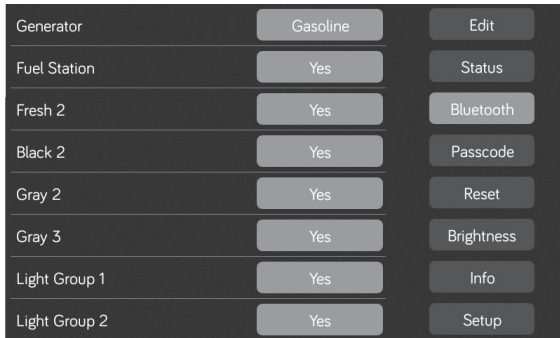 Generator Gasoline Edit
Fuel Station Yes Status
Fresh 2 Yes Bluetooth
Black 2 Yes Passcode
Gray 2 Yes Reset
Gray 3 Yes Brightness
Light Group 1 Yes Info
Light Group 2 Yes Setup